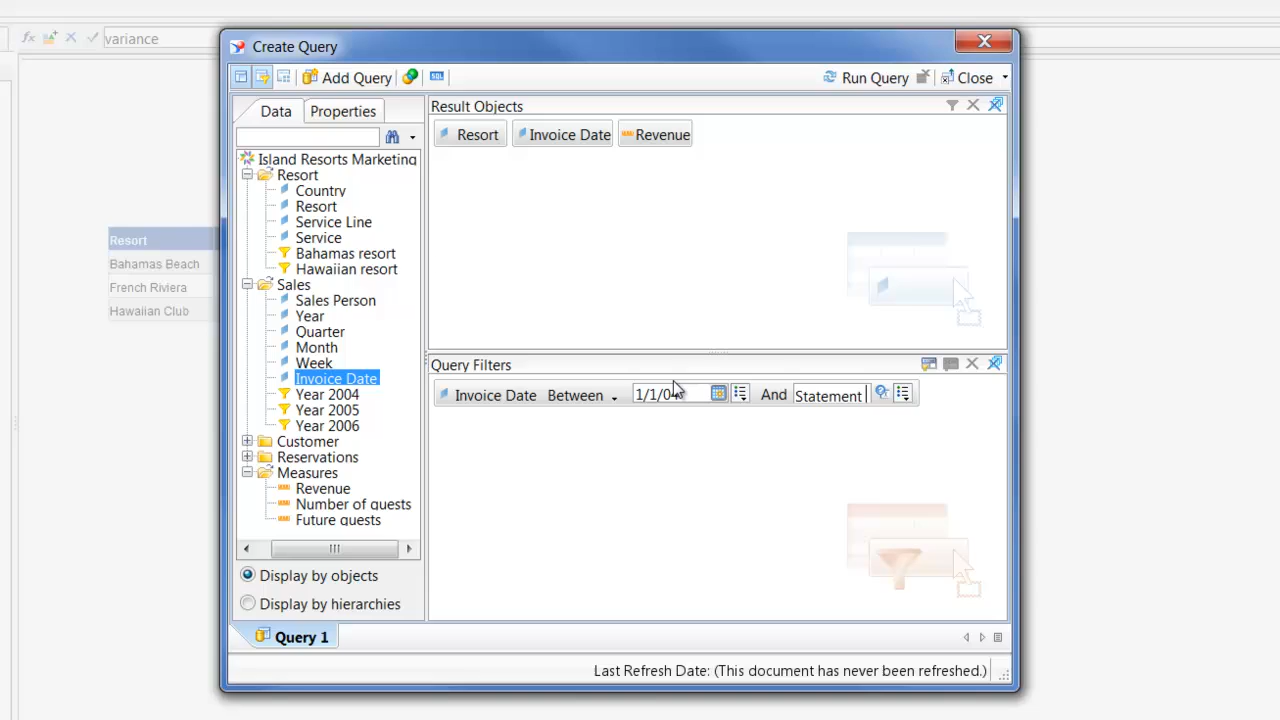 variance
Create Query
Add Query
SQL
Run Query
Close
Data
Properties
Result Objects
Resort
Invoice Date
Revenue
Island Resorts Marketing
Resort
Country
Resort
Service Line
Service
Bahamas resort
Hawaiian resort
Sales
Sales Person
Year
Quarter
Month
Week
Invoice Date
Year 2004
Year 2005
Year 2006
Customer
Reservations
Measures
Revenue
Number of guests
Future guests
Display by objects
Display by hierarchies
Query Filters
Invoice Date Between 1/1/0 And Statement
Resort
Bahamas Beach
French Riviera
Hawaiian Club
Query 1
Last Refresh Date: (This document has never been refreshed.)